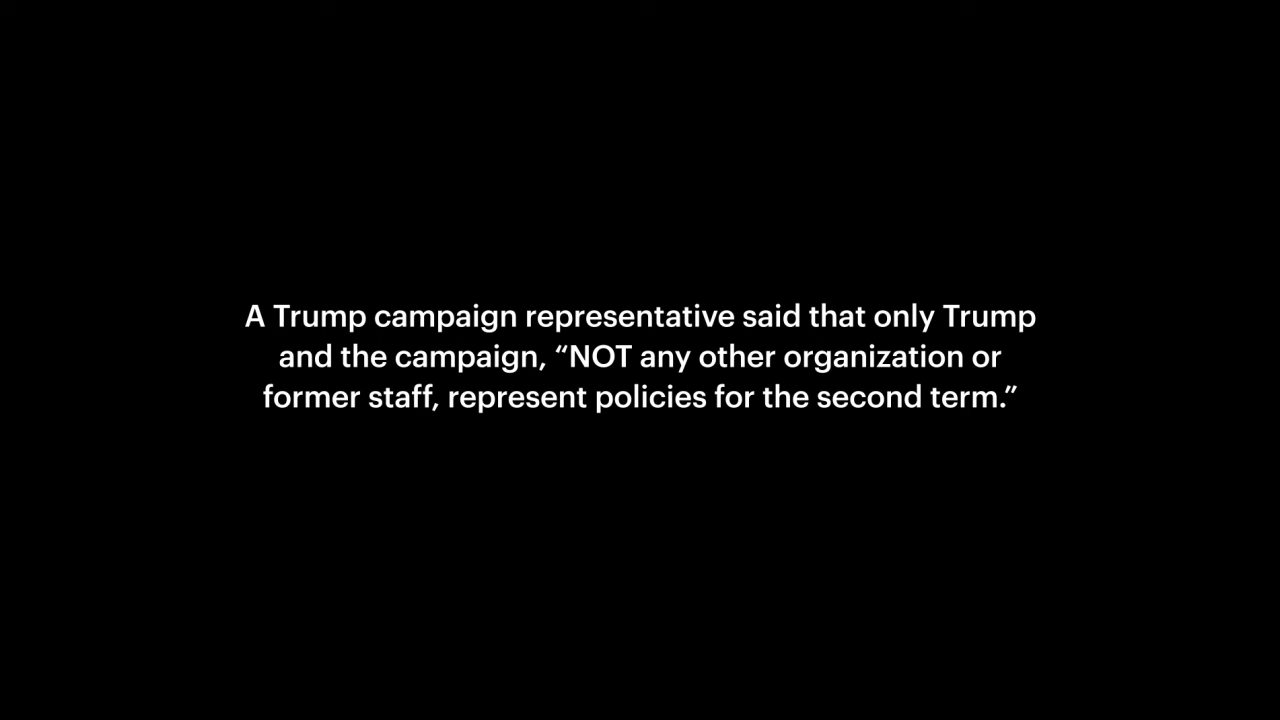 A Trump campaign representative said that only Trump
and the campaign, “NOT any other organization or
former staff, represent policies for the second term.”